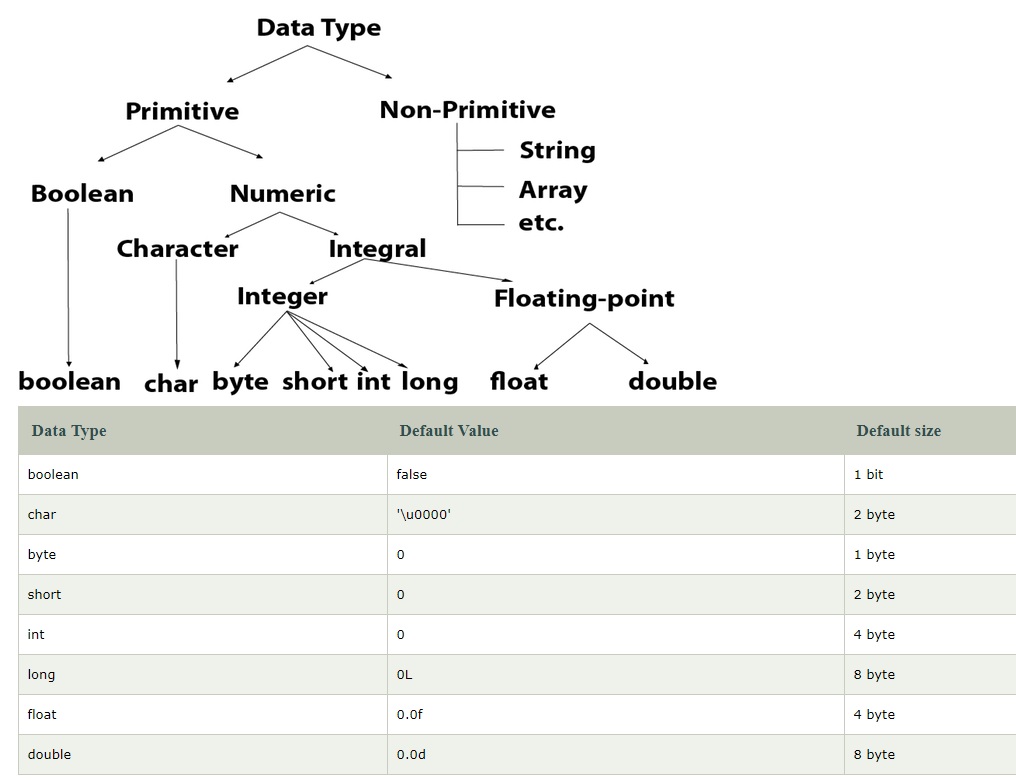 Data Type
Primitive
Non-Primitive
String
Array
etc.
Boolean
Numeric
Character
Integral
Integer
Floating-point
boolean char byte short int long float double
Data Type Default Value Default size
boolean false 1 bit
char '\u0000' 2 byte
byte 0 1 byte
short 0 2 byte
int 0 4 byte
long 0L 8 byte
float 0.0f 4 byte
double 0.0d 8 byte